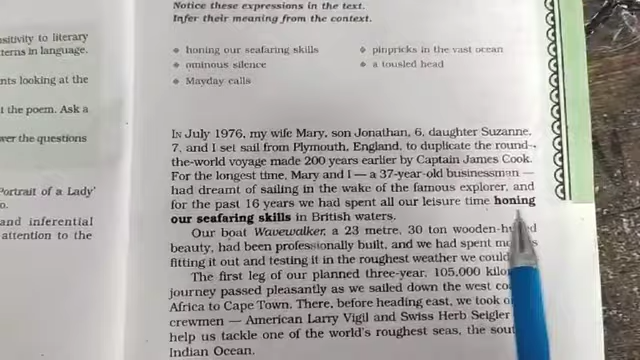 Notice these expressions in the text.
Infer their meaning from the context.
honing our seafaring skills
pinpricks in the vast ocean
ominous silence
a tousled head
Mayday calls
IN July 1976, my wife Mary, son Jonathan, 6, daughter Suzanne,
7, and I set sail from Plymouth, England, to duplicate the round-
the-world voyage made 200 years earlier by Captain James Cook.
For the longest time, Mary and I — a 37-year-old businessman —
had dreamt of sailing in the wake of the famous explorer, and
for the past 16 years we had spent all our leisure time honing
our seafaring skills in British waters.
Our boat Wavewalker, a 23 metre, 30 ton wooden-
beauty, had been professionally built, and we had spent
fitting it out and testing it in the roughest weather we could
The first leg of our planned three-year, 105,000
journey passed pleasantly as we sailed down the west
Africa to Cape Town. There, before heading east, we took
crewmen — American Larry Vigil and Swiss Herb Seigler
help us tackle one of the world's roughest seas, the
Indian Ocean.
sitivity to literary
terns in language.
nts looking at the
t the poem. Ask a
wer the questions
Portrait of a Lady'
and inferential
attention to the